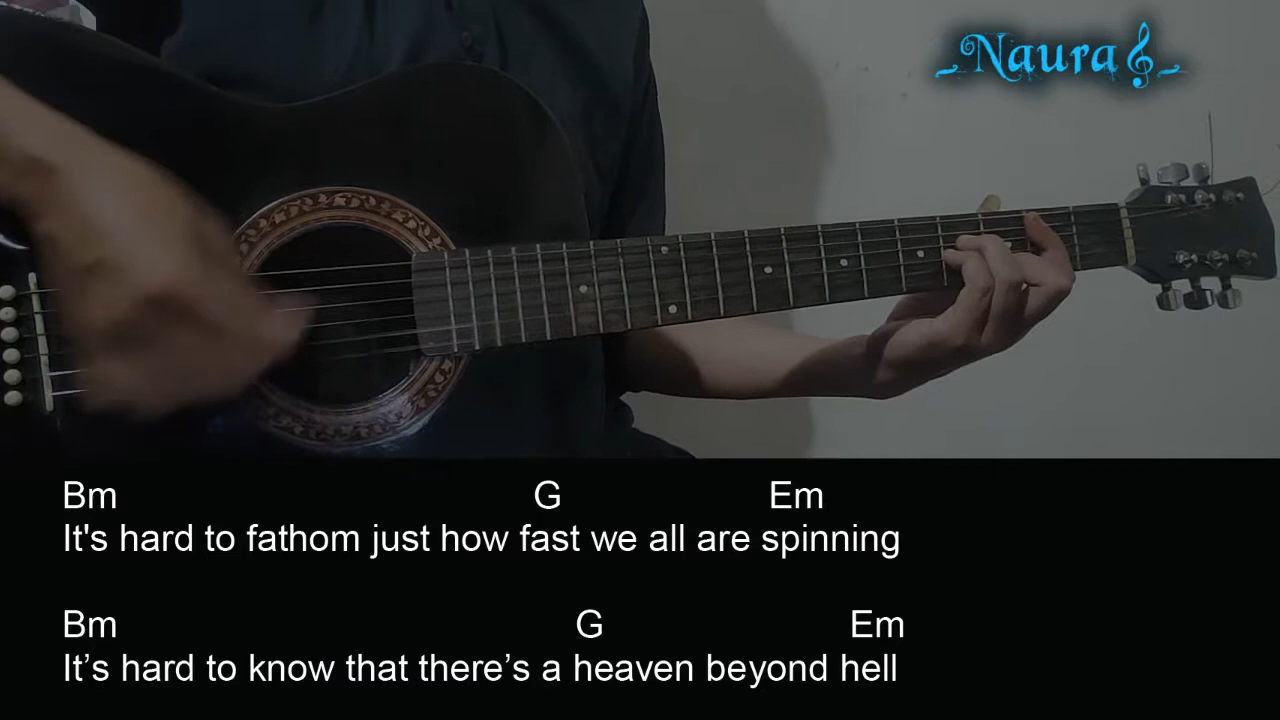 Naura
Bm G Em
It's hard to fathom just how fast we all are spinning
Bm G Em
It’s hard to know that there’s a heaven beyond hell